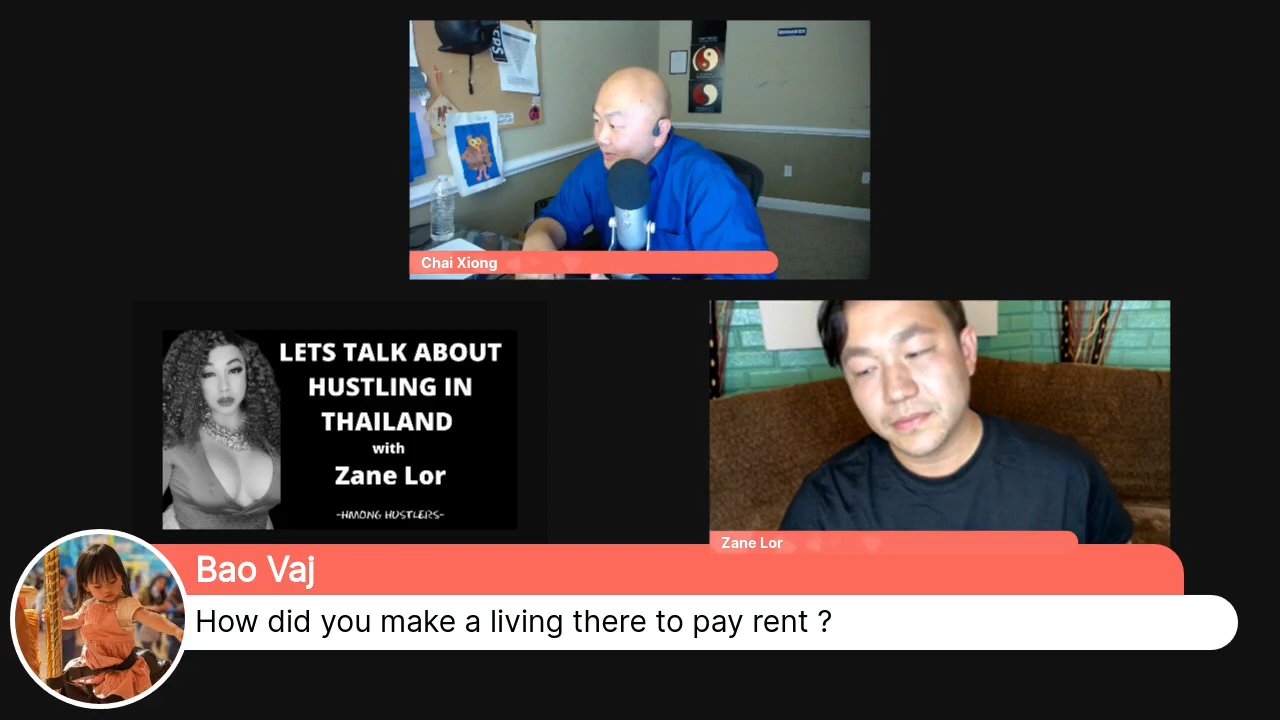 Chai Xiong
LETS TALK ABOUT
HUSTLING IN
THAILAND
with
Zane Lor
-HMONG HUSTLERS-
Zane Lor
Bao Vaj
How did you make a living there to pay rent ?